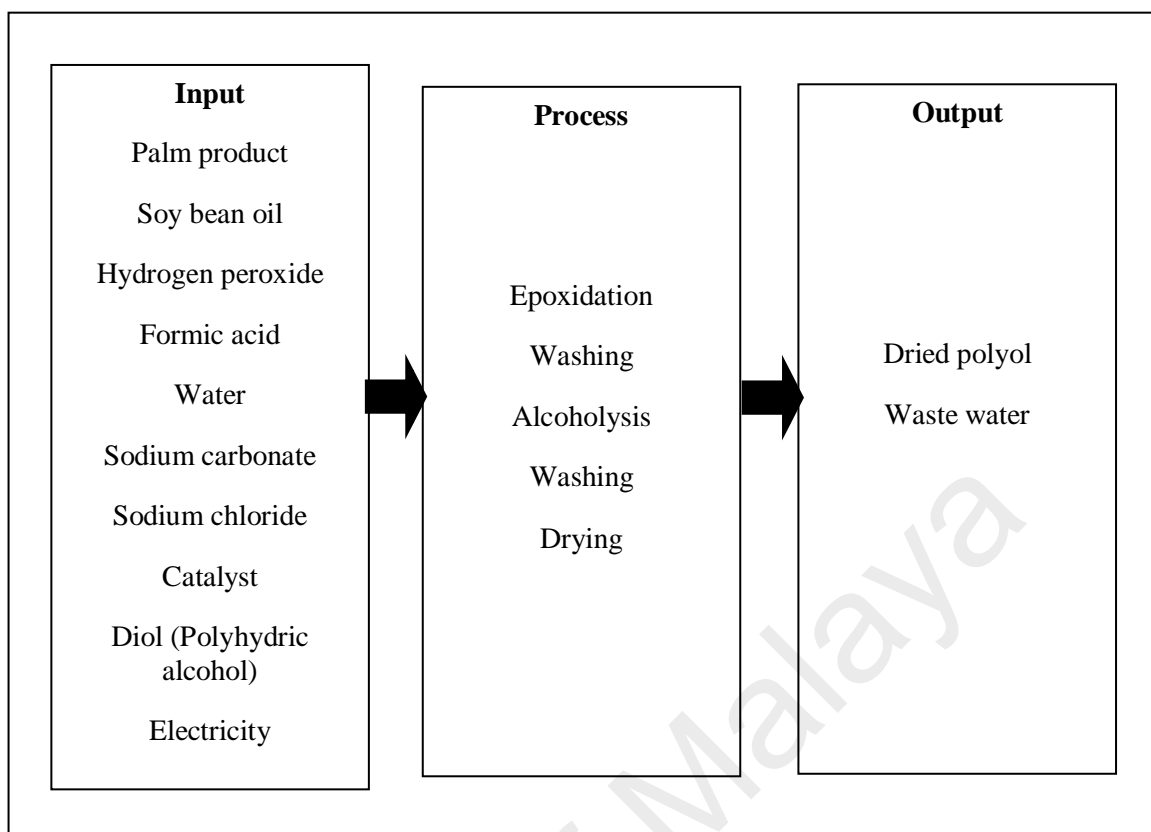 Input
Palm product
Soy bean oil
Hydrogen peroxide
Formic acid
Water
Sodium carbonate
Sodium chloride
Catalyst
Diol (Polyhydric
alcohol)
Electricity
Process
Epoxidation
Washing
Alcoholysis
Washing
Drying
Output
Dried polyol
Waste water
Malaya